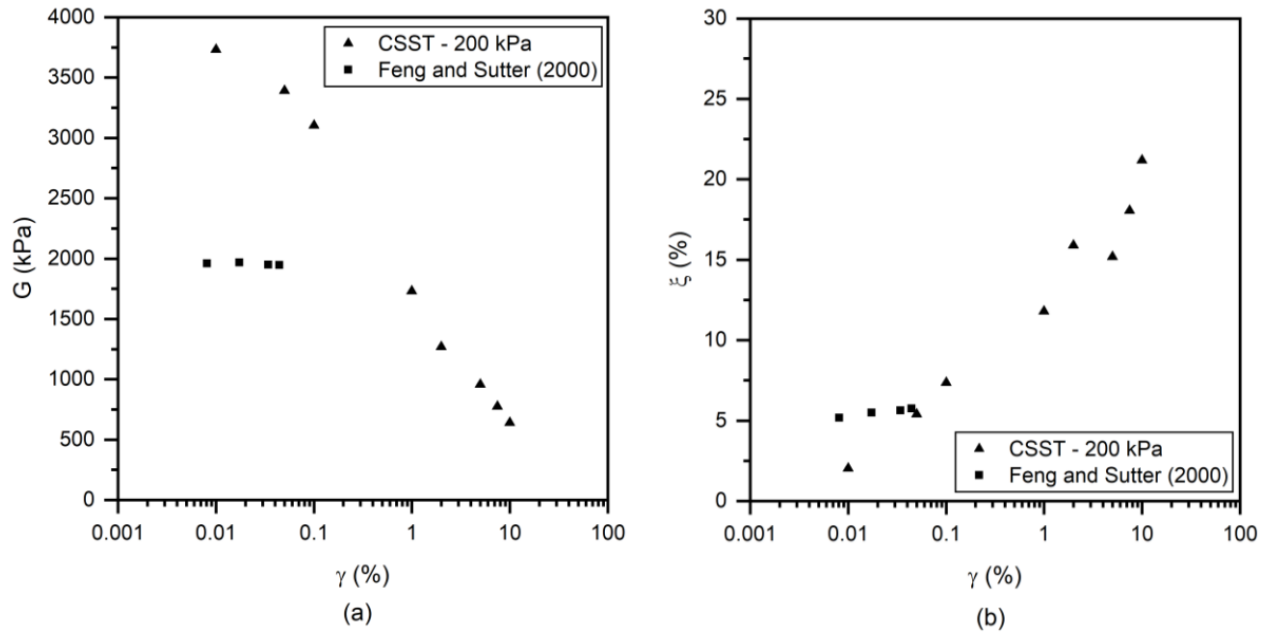 4000
3500
3000
2500
2000
1500
1000
500
0
G (kPa)
CSST - 200 kPa
Feng and Sutter (2000)
0.001 0.01 0.1 1 10 100
γ (%)
(a)
30
25
20
15
10
5
0
ξ (%)
CSST - 200 kPa
Feng and Sutter (2000)
0.001 0.01 0.1 1 10 100
γ (%)
(b)